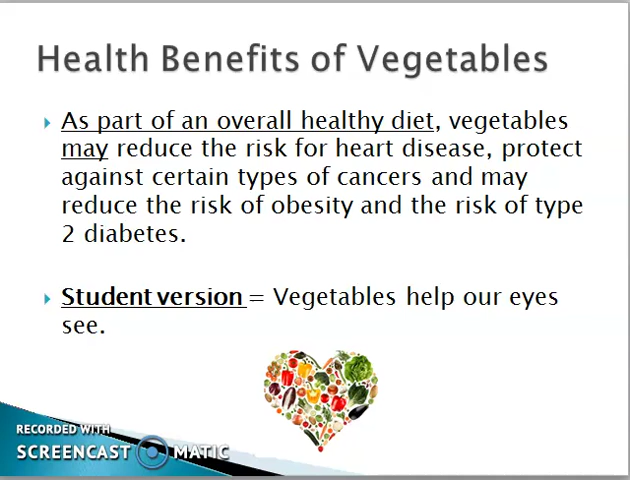 Health Benefits of Vegetables
As part of an overall healthy diet, vegetables
may reduce the risk for heart disease, protect
against certain types of cancers and may
reduce the risk of obesity and the risk of type
2 diabetes.
Student version = Vegetables help our eyes
see.
RECORDED WITH
SCREENCAST MATIC